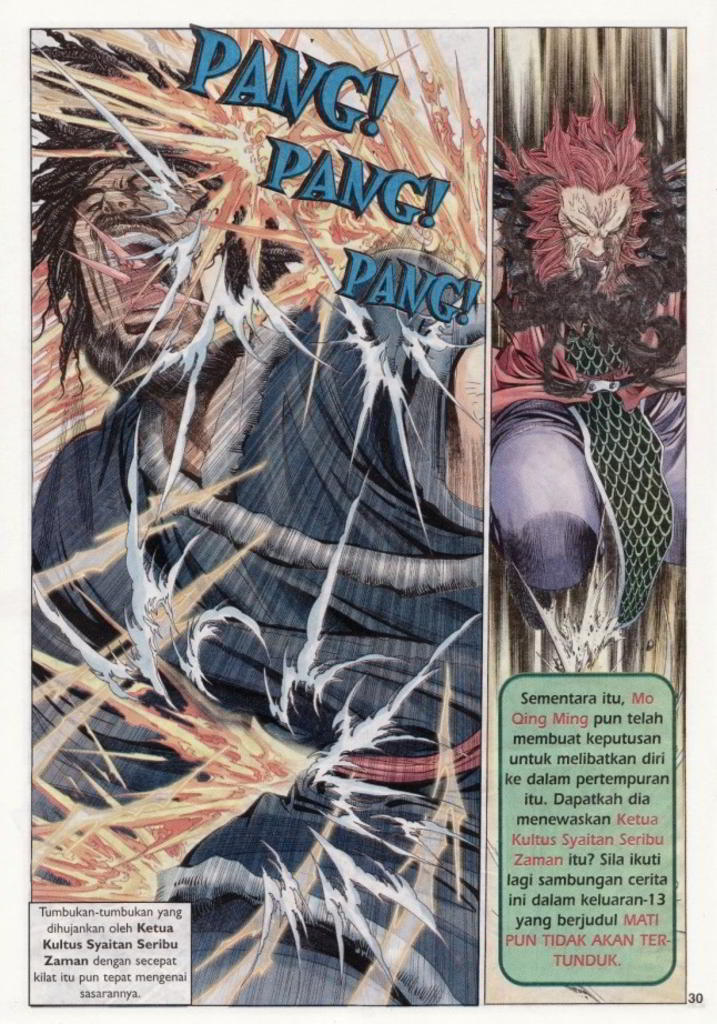 PANG!
PANG!
PANG!
Tumbukan-tumbukan yang
dihujankan oleh Ketua
Kultus Syaitan Seribu
Zaman dengan secepat
kilat itu pun tepat mengenai
sasarannya.
Sementara itu, Mo
Qing Ming pun telah
membuat keputusan
untuk melibatkan diri
ke dalam pertempuran
itu. Dapatkah dia
menewaskan Ketua
Kultus Syaitan Seribu
Zaman itu? Sila ikuti
lagi sambungan cerita
ini dalam keluaran-13
yang berjudul MATI
PUN TIDAK AKAN TER-
TUNDUK.
30